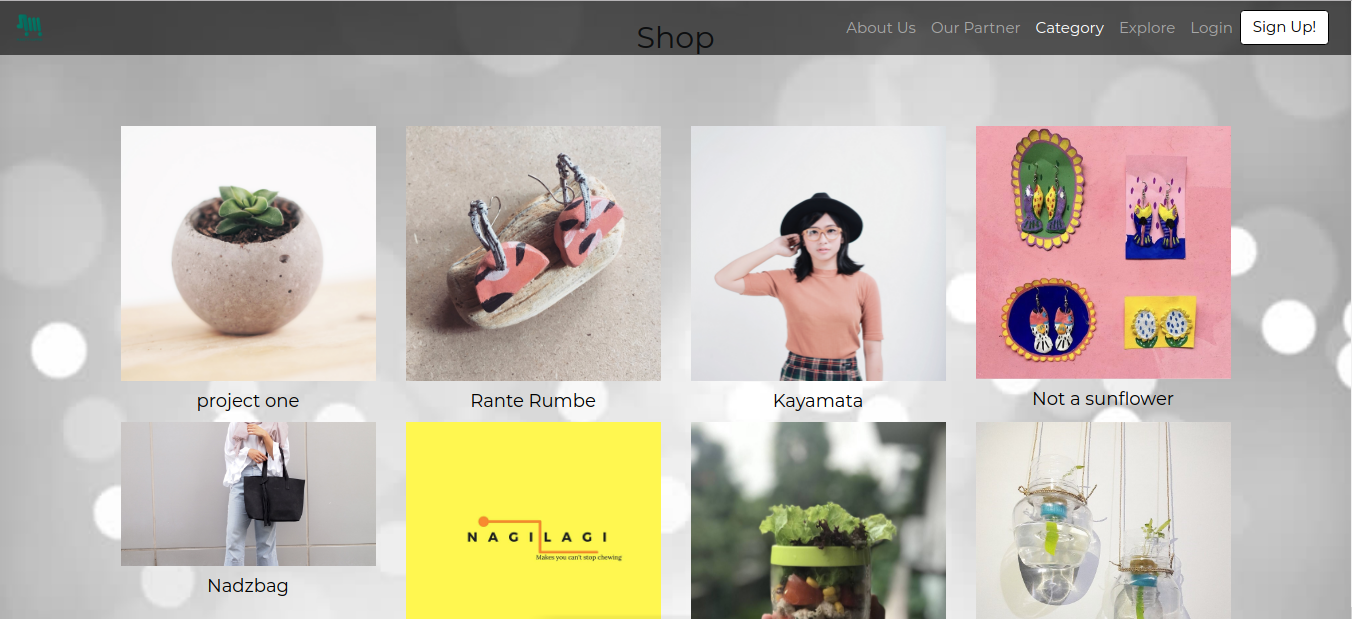 Shop
About Us Our Partner Category Explore Login Sign Up!
project one
Rante Rumbe
Kayamata
Not a sunflower
Nadzbag
NAGILAGI
Makes you can't stop chewing